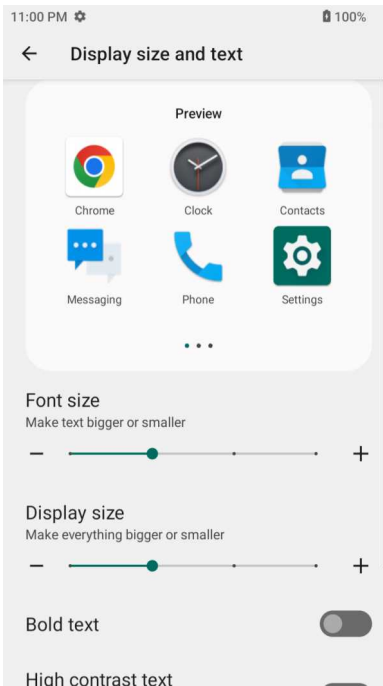 11:00 PM 100%
Display size and text
Preview
Chrome Clock Contacts
Messaging Phone Settings
Font size
Make text bigger or smaller
Display size
Make everything bigger or smaller
Bold text
High contrast text